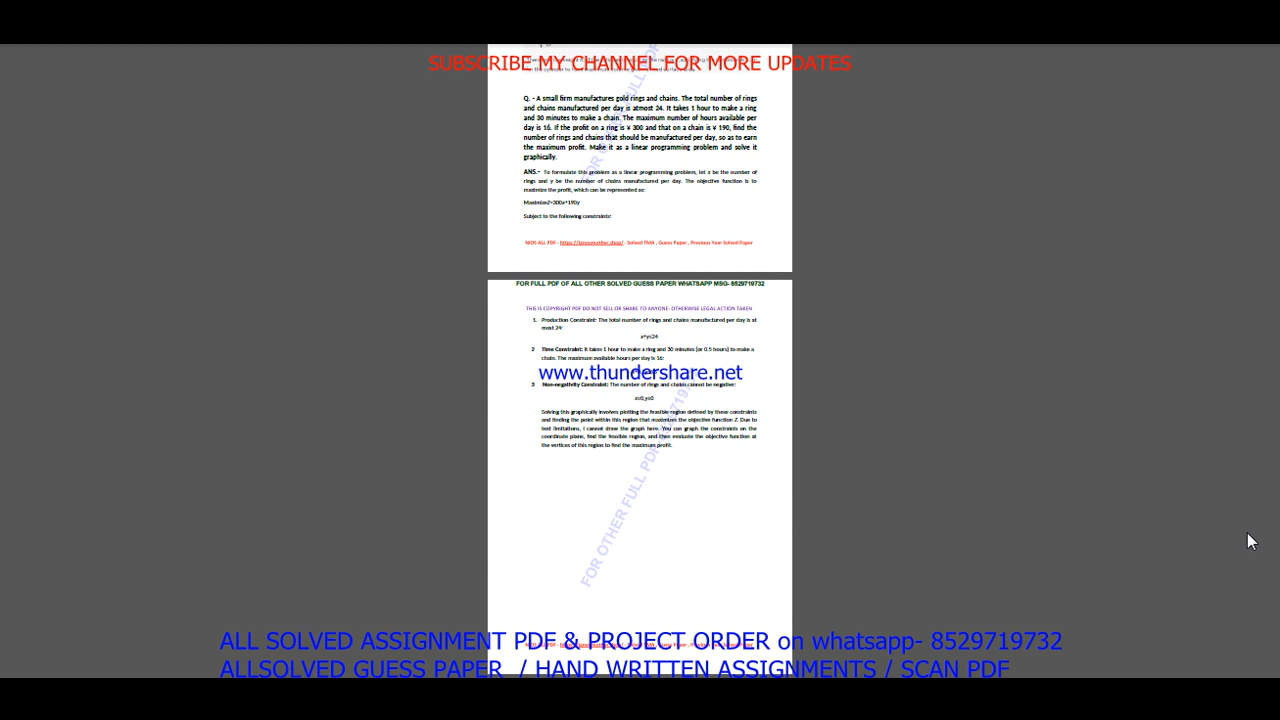 SUBSCRIBE MY CHANNEL FOR MORE UPDATES
Q. - A small firm manufactures gold rings and chains. The total number of rings
and chains manufactured per day is atmost 24. It takes 1 hour to make a ring
and 30 minutes to make a chain. The maximum number of hours available per
day is 16. If the profit on a ring is ¥ 300 and that on a chain is ¥ 190, find the
number of rings and chains that should be manufactured per day, so as to earn
the maximum profit. Make it as a linear programming problem and solve it
graphically.
ANS.- To formulate this problem as a linear programming problem, let x be the number of
rings and y be the number of chains manufactured per day. The objective function is to
maximize the profit, which can be represented as:
MaximizeZ=300x+190y
Subject to the following constraints:
NIOS ALL PDF - - Solved TMA , Guess Paper , Previous Year Solved Paper
FOR FULL PDF OF ALL OTHER SOLVED GUESS PAPER WHATSAPP MSG- 8529719732
THIS IS COPYRIGHT PDF DO NOT SELL OR SHARE TO ANYONE- OTHERWISE LEGAL ACTION TAKEN
1. Production Constraint: The total number of rings and chains manufactured per day is at
most 24:
x+y≤24
2 Time Constraint: It takes 1 hour to make a ring and 30 minutes (or 0.5 hours) to make a
chain. The maximum available hours per day is 16:
www.thundershare.net
3 Non-negativity Constraint: The number of rings and chains cannot be negative:
x≥0,y≥0
Solving this graphically involves plotting the feasible region defined by these constraints
and finding the point within this region that maximizes the objective function Z. Due to
text limitations, I cannot draw the graph here. You can graph the constraints on the
coordinate plane, find the feasible region, and then evaluate the objective function at
the vertices of this region to find the maximum profit.
FOR OTHER FULL PDF
ALL SOLVED ASSIGNMENT PDF & PROJECT ORDER on whatsapp- 8529719732
ALLSOLVED GUESS PAPER / HAND WRITTEN ASSIGNMENTS / SCAN PDF